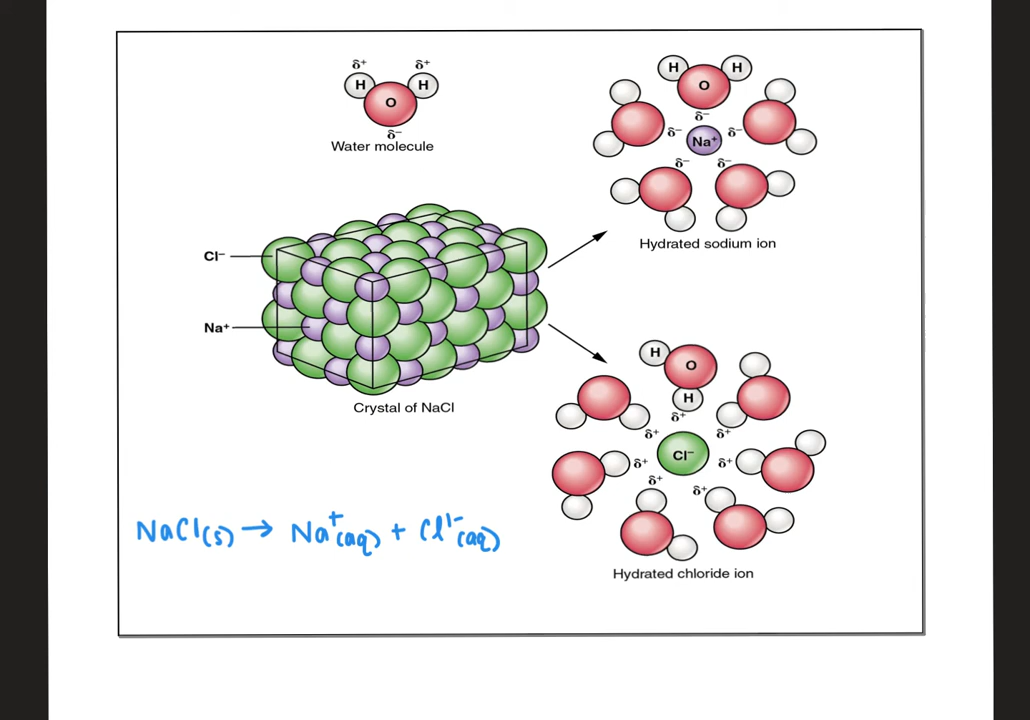 δ⁺ δ⁺
H H
O
δ⁻
Water molecule
H H
O
δ⁻
δ⁻ Na⁺ δ⁻
δ⁻ δ⁻
Hydrated sodium ion
Cl⁻
Na⁺
Crystal of NaCl
H O
H
δ⁺
δ⁺ δ⁺
Cl⁻
δ⁺ δ⁺
δ⁺ δ⁺
Hydrated chloride ion
NaCl(s) → Na⁺(aq) + Cl¹⁻(aq)